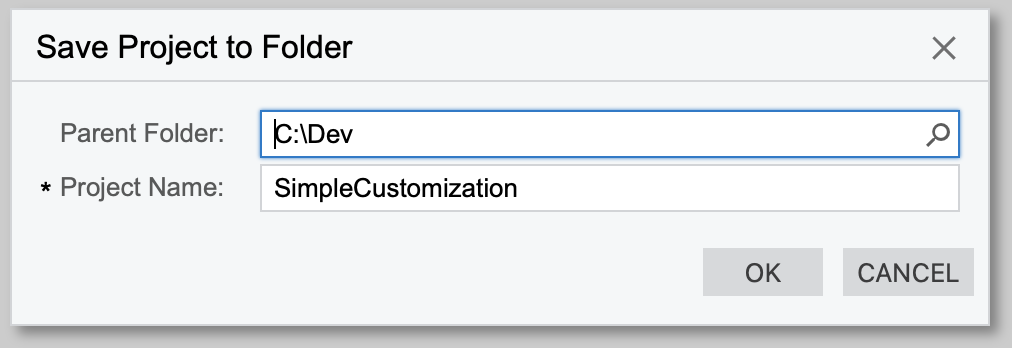 Save Project to Folder
Parent Folder: C:\Dev
* Project Name: SimpleCustomization
OK CANCEL